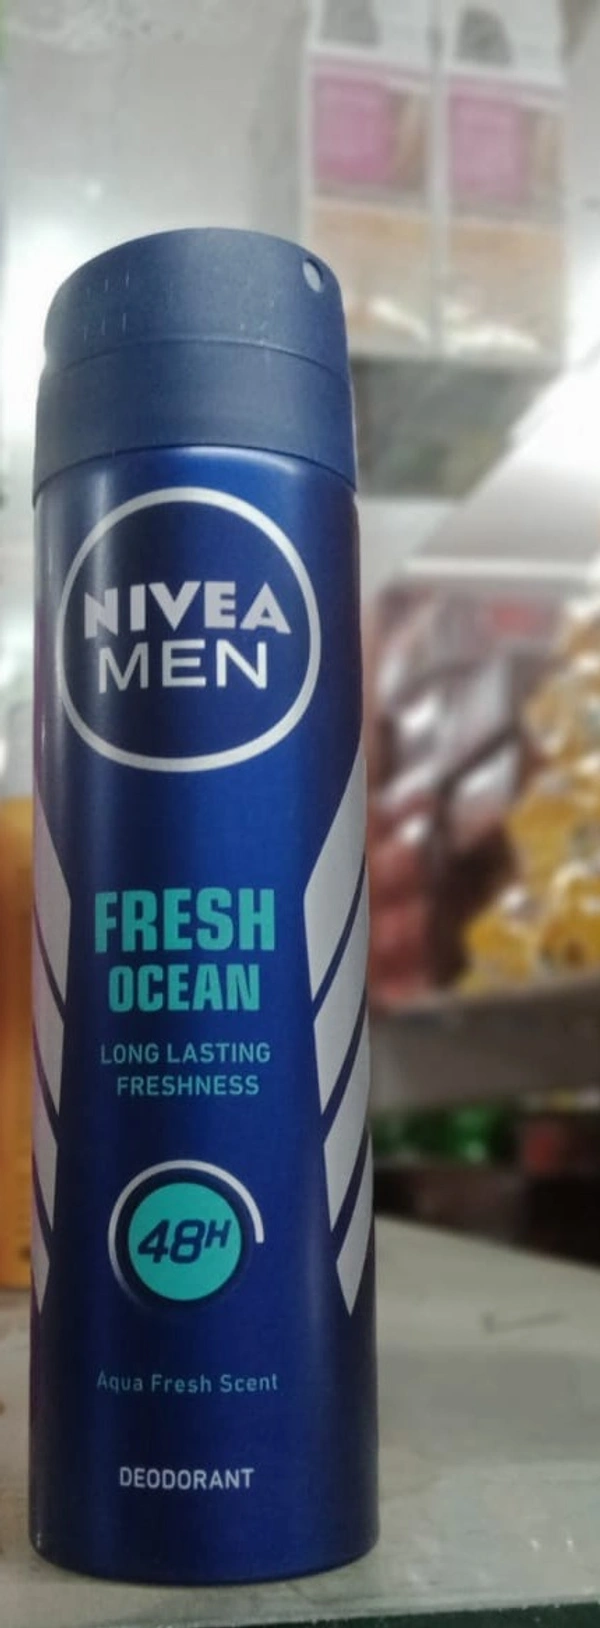 NIVEA
MEN
FRESH
OCEAN
LONG LASTING
FRESHNESS
48H
Aqua Fresh Scent
DEODORANT